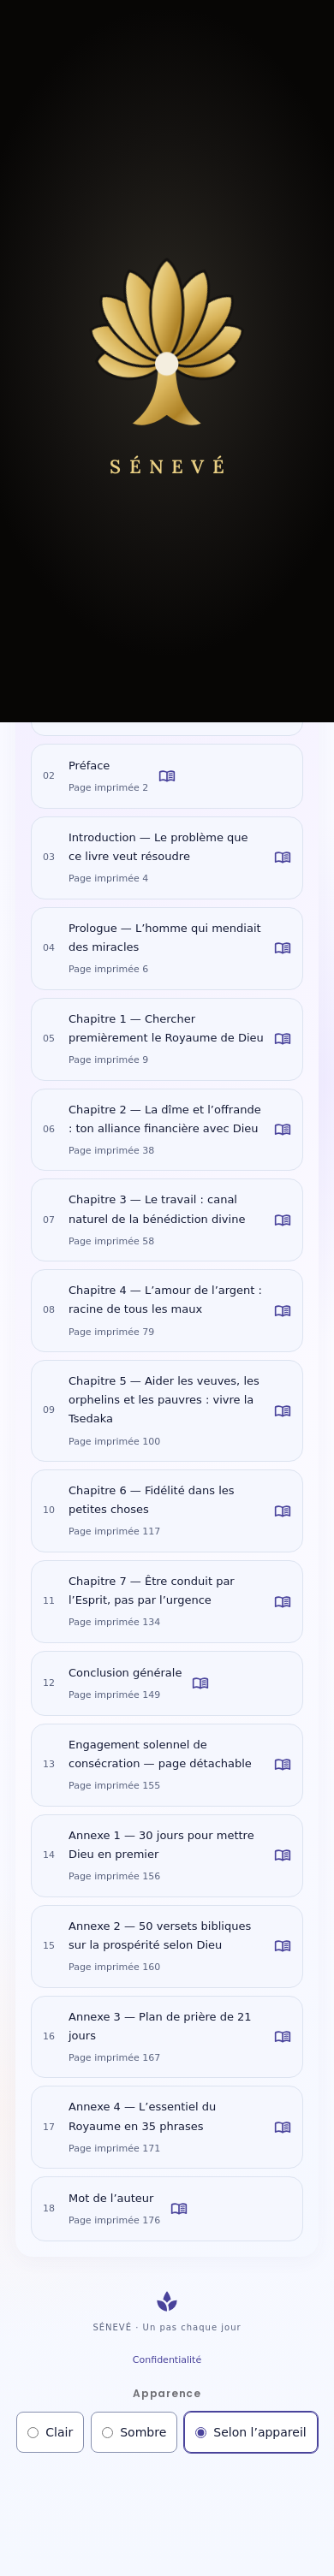 SÉNEVÉ
02
Préface
Page imprimée 2
03
Introduction — Le problème que
ce livre veut résoudre
Page imprimée 4
04
Prologue — L’homme qui mendiait
des miracles
Page imprimée 6
05
Chapitre 1 — Chercher
premièrement le Royaume de Dieu
Page imprimée 9
06
Chapitre 2 — La dîme et l’offrande
: ton alliance financière avec Dieu
Page imprimée 38
07
Chapitre 3 — Le travail : canal
naturel de la bénédiction divine
Page imprimée 58
08
Chapitre 4 — L’amour de l’argent :
racine de tous les maux
Page imprimée 79
09
Chapitre 5 — Aider les veuves, les
orphelins et les pauvres : vivre la
Tsedaka
Page imprimée 100
10
Chapitre 6 — Fidélité dans les
petites choses
Page imprimée 117
11
Chapitre 7 — Être conduit par
l’Esprit, pas par l’urgence
Page imprimée 134
12
Conclusion générale
Page imprimée 149
13
Engagement solennel de
consécration — page détachable
Page imprimée 155
14
Annexe 1 — 30 jours pour mettre
Dieu en premier
Page imprimée 156
15
Annexe 2 — 50 versets bibliques
sur la prospérité selon Dieu
Page imprimée 160
16
Annexe 3 — Plan de prière de 21
jours
Page imprimée 167
17
Annexe 4 — L’essentiel du
Royaume en 35 phrases
Page imprimée 171
18
Mot de l’auteur
Page imprimée 176
SÉNEVÉ · Un pas chaque jour
Confidentialité
Apparence
Clair
Sombre
Selon l’appareil